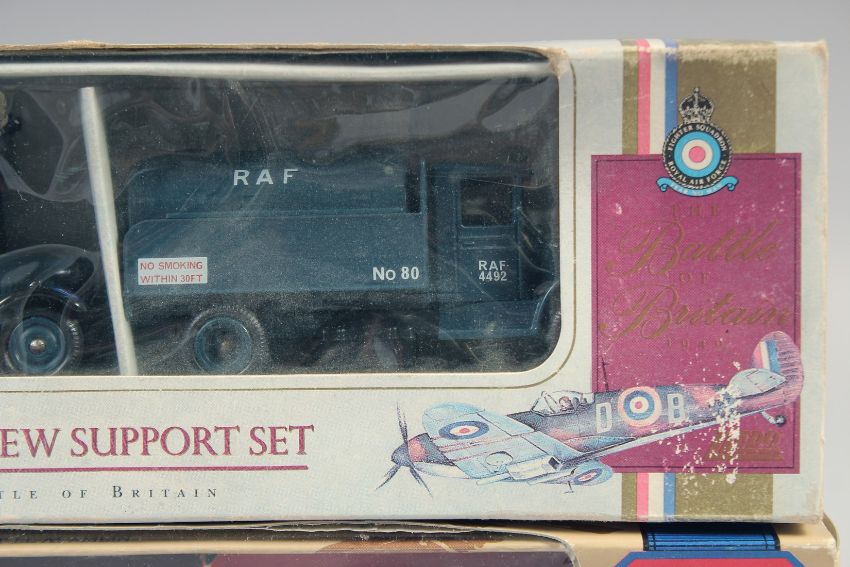 RAF
NO SMOKING
WITHIN 30FT
No 80
RAF
4492
FIGHTER SQUADRON
ROYAL AIR FORCE
THE
Battle
OF
Britain
1940
D B
EW SUPPORT SET
TLE OF BRITAIN